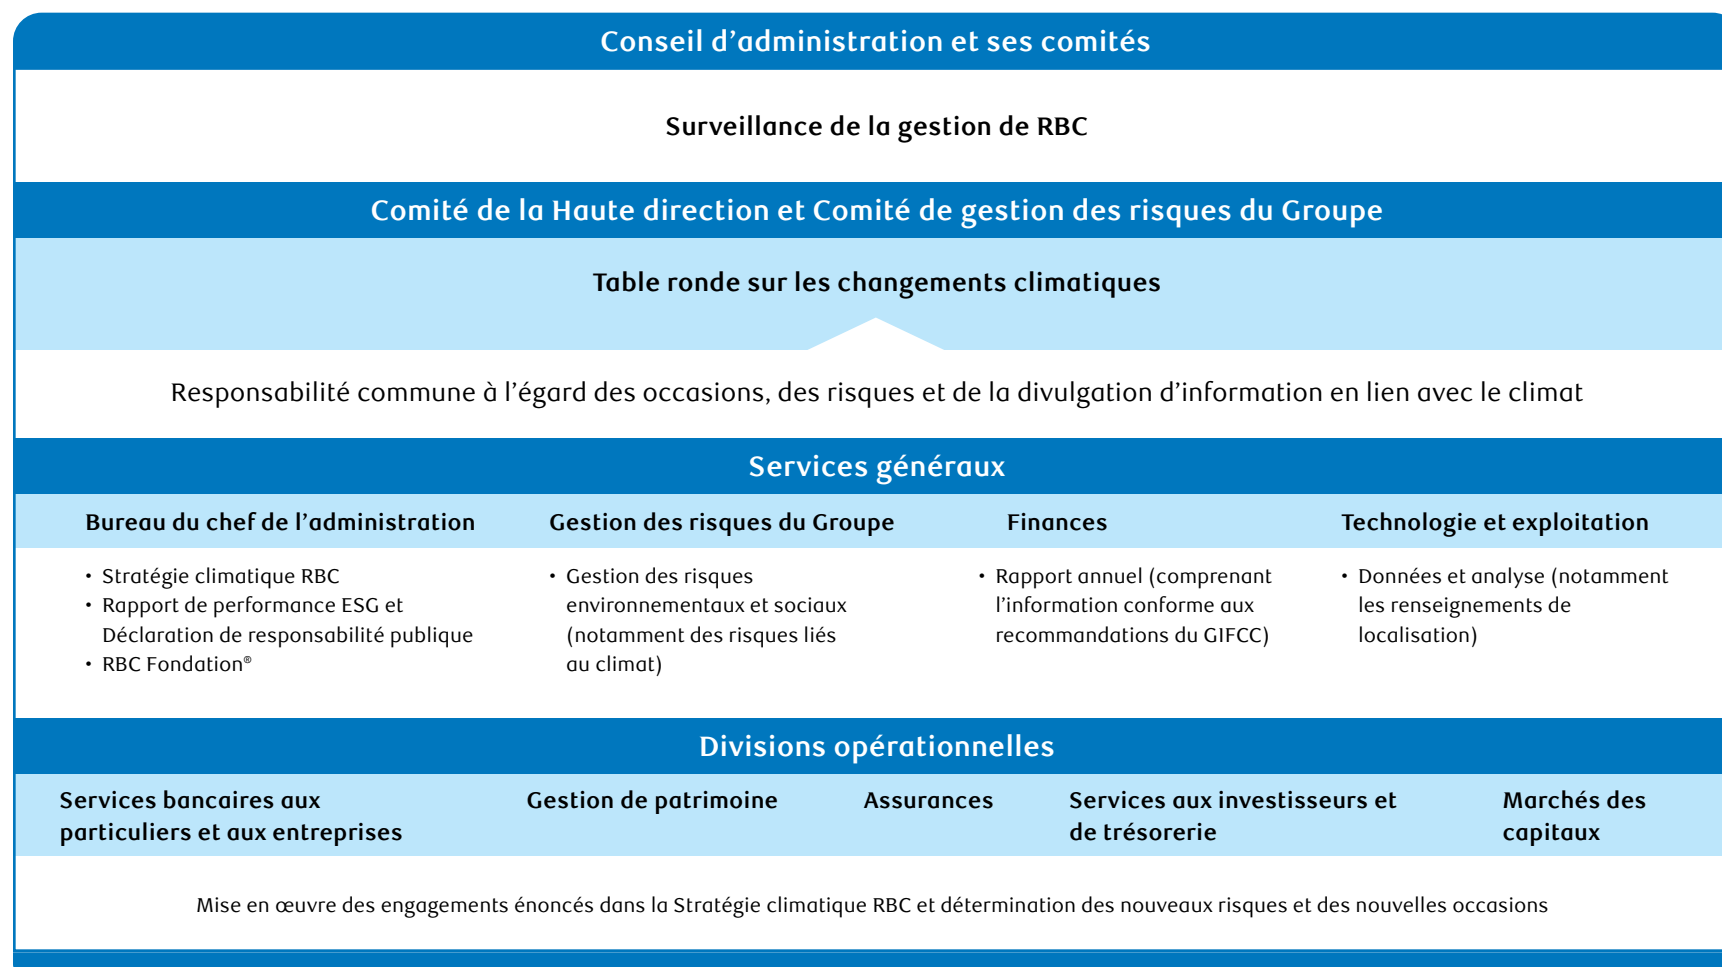 Conseil d’administration et ses comités
Surveillance de la gestion de RBC
Comité de la Haute direction et Comité de gestion des risques du Groupe
Table ronde sur les changements climatiques
Responsabilité commune à l’égard des occasions, des risques et de la divulgation d’information en lien avec le climat
Services généraux
Bureau du chef de l’administration
• Stratégie climatique RBC
• Rapport de performance ESG et
Déclaration de responsabilité publique
• RBC Fondation®
Gestion des risques du Groupe
• Gestion des risques
environnementaux et sociaux
(notamment des risques liés
au climat)
Finances
• Rapport annuel (comprenant
l’information conforme aux
recommandations du GIFCC)
Technologie et exploitation
• Données et analyse (notamment
les renseignements de
localisation)
Divisions opérationnelles
Services bancaires aux
particuliers et aux entreprises
Gestion de patrimoine
Assurances
Services aux investisseurs et
de trésorerie
Marchés des
capitaux
Mise en œuvre des engagements énoncés dans la Stratégie climatique RBC et détermination des nouveaux risques et des nouvelles occasions